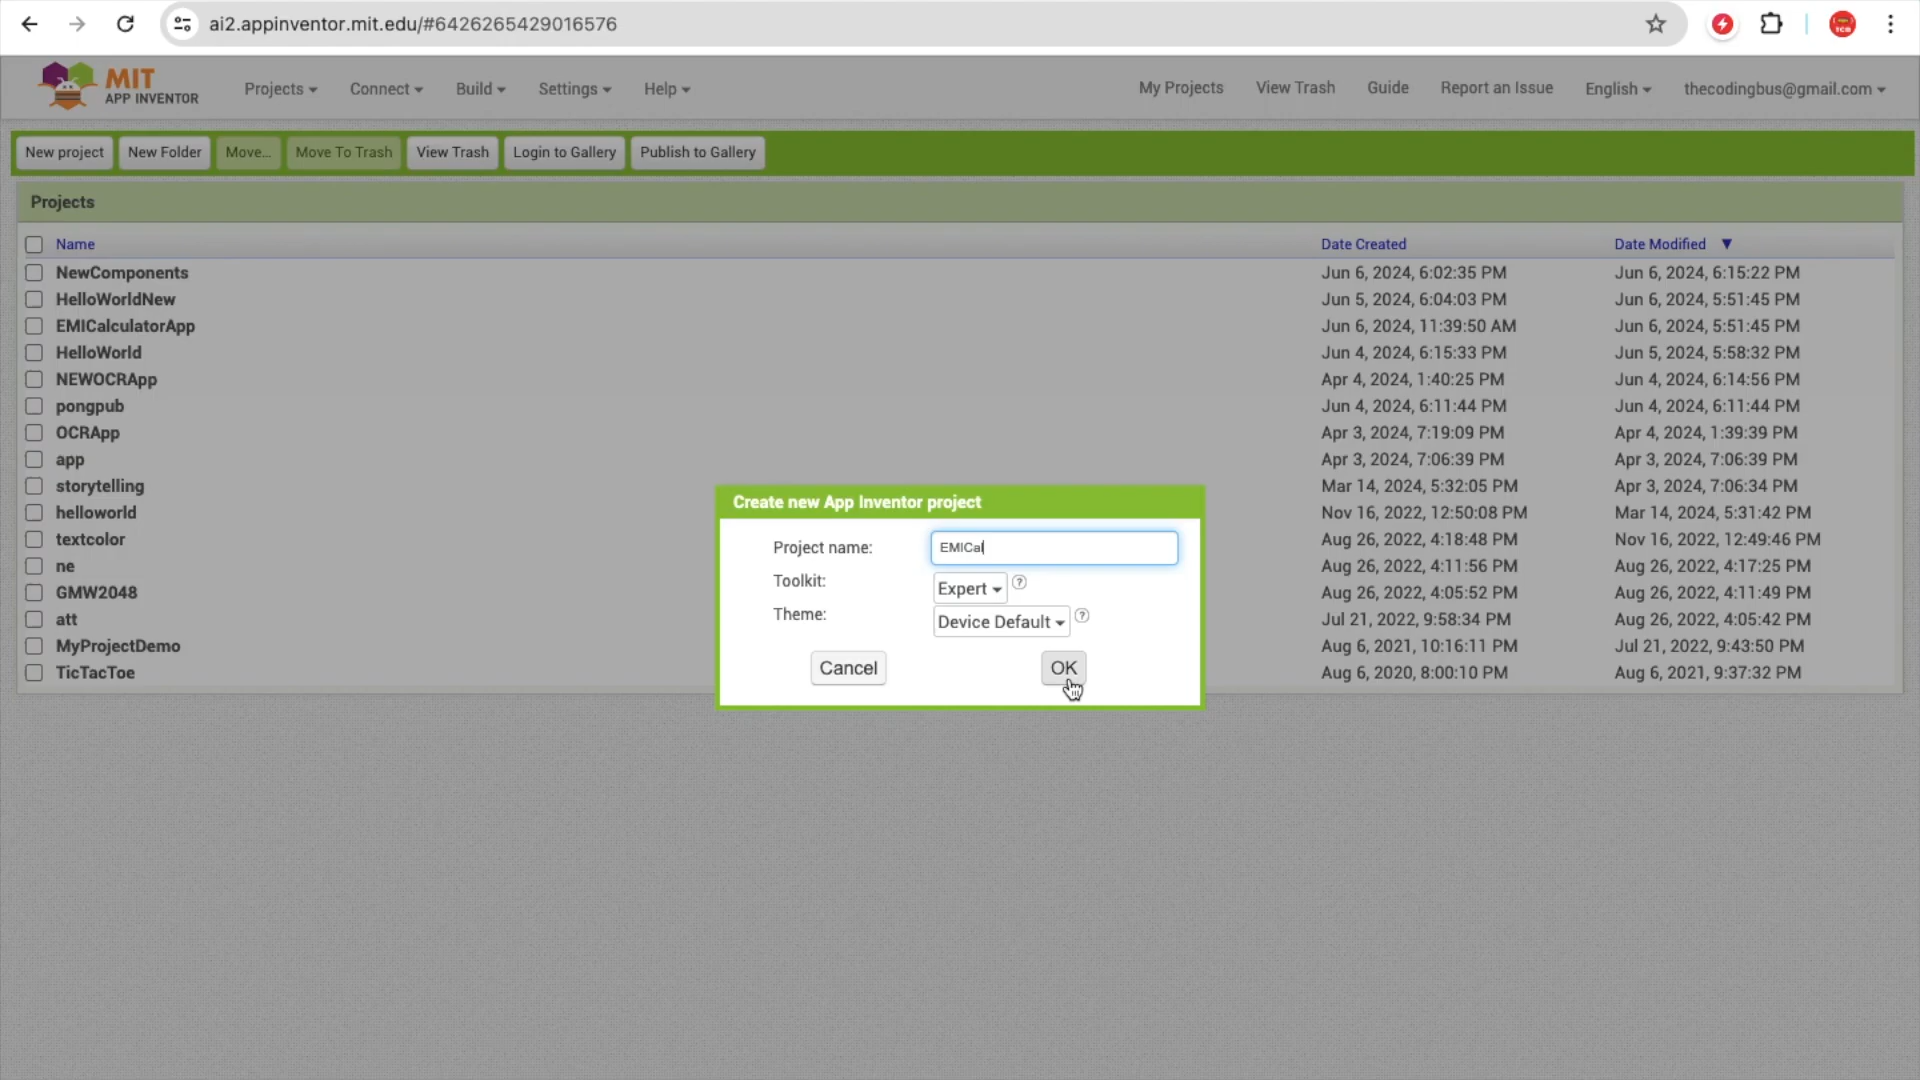 ai2.appinventor.mit.edu/#6426265429016576
MIT
APP INVENTOR
Projects Connect Build Settings Help My Projects View Trash Guide Report an Issue English thecodingbus@gmail.com
New project New Folder Move... Move To Trash View Trash Login to Gallery Publish to Gallery
Projects
Name Date Created Date Modified ▼
NewComponents Jun 6, 2024, 6:02:35 PM Jun 6, 2024, 6:15:22 PM
HelloWorldNew Jun 5, 2024, 6:04:03 PM Jun 6, 2024, 5:51:45 PM
EMICalculatorApp Jun 6, 2024, 11:39:50 AM Jun 6, 2024, 5:51:45 PM
HelloWorld Jun 4, 2024, 6:15:33 PM Jun 5, 2024, 5:58:32 PM
NEWOCRApp Apr 4, 2024, 1:40:25 PM Jun 4, 2024, 6:14:56 PM
pongpub Jun 4, 2024, 6:11:44 PM Jun 4, 2024, 6:11:44 PM
OCRApp Apr 3, 2024, 7:19:09 PM Apr 4, 2024, 1:39:39 PM
app Apr 3, 2024, 7:06:39 PM Apr 3, 2024, 7:06:39 PM
storytelling Mar 14, 2024, 5:32:05 PM Apr 3, 2024, 7:06:34 PM
helloworld Nov 16, 2022, 12:50:08 PM Mar 14, 2024, 5:31:42 PM
textcolor Aug 26, 2022, 4:18:48 PM Nov 16, 2022, 12:49:46 PM
ne Aug 26, 2022, 4:11:56 PM Aug 26, 2022, 4:17:25 PM
GMW2048 Aug 26, 2022, 4:05:52 PM Aug 26, 2022, 4:11:49 PM
att Jul 21, 2022, 9:58:34 PM Aug 26, 2022, 4:05:42 PM
MyProjectDemo Aug 6, 2021, 10:16:11 PM Jul 21, 2022, 9:43:50 PM
TicTacToe Aug 6, 2020, 8:00:10 PM Aug 6, 2021, 9:37:32 PM
Create new App Inventor project
Project name: EMICal
Toolkit: Expert ?
Theme: Device Default ?
Cancel OK